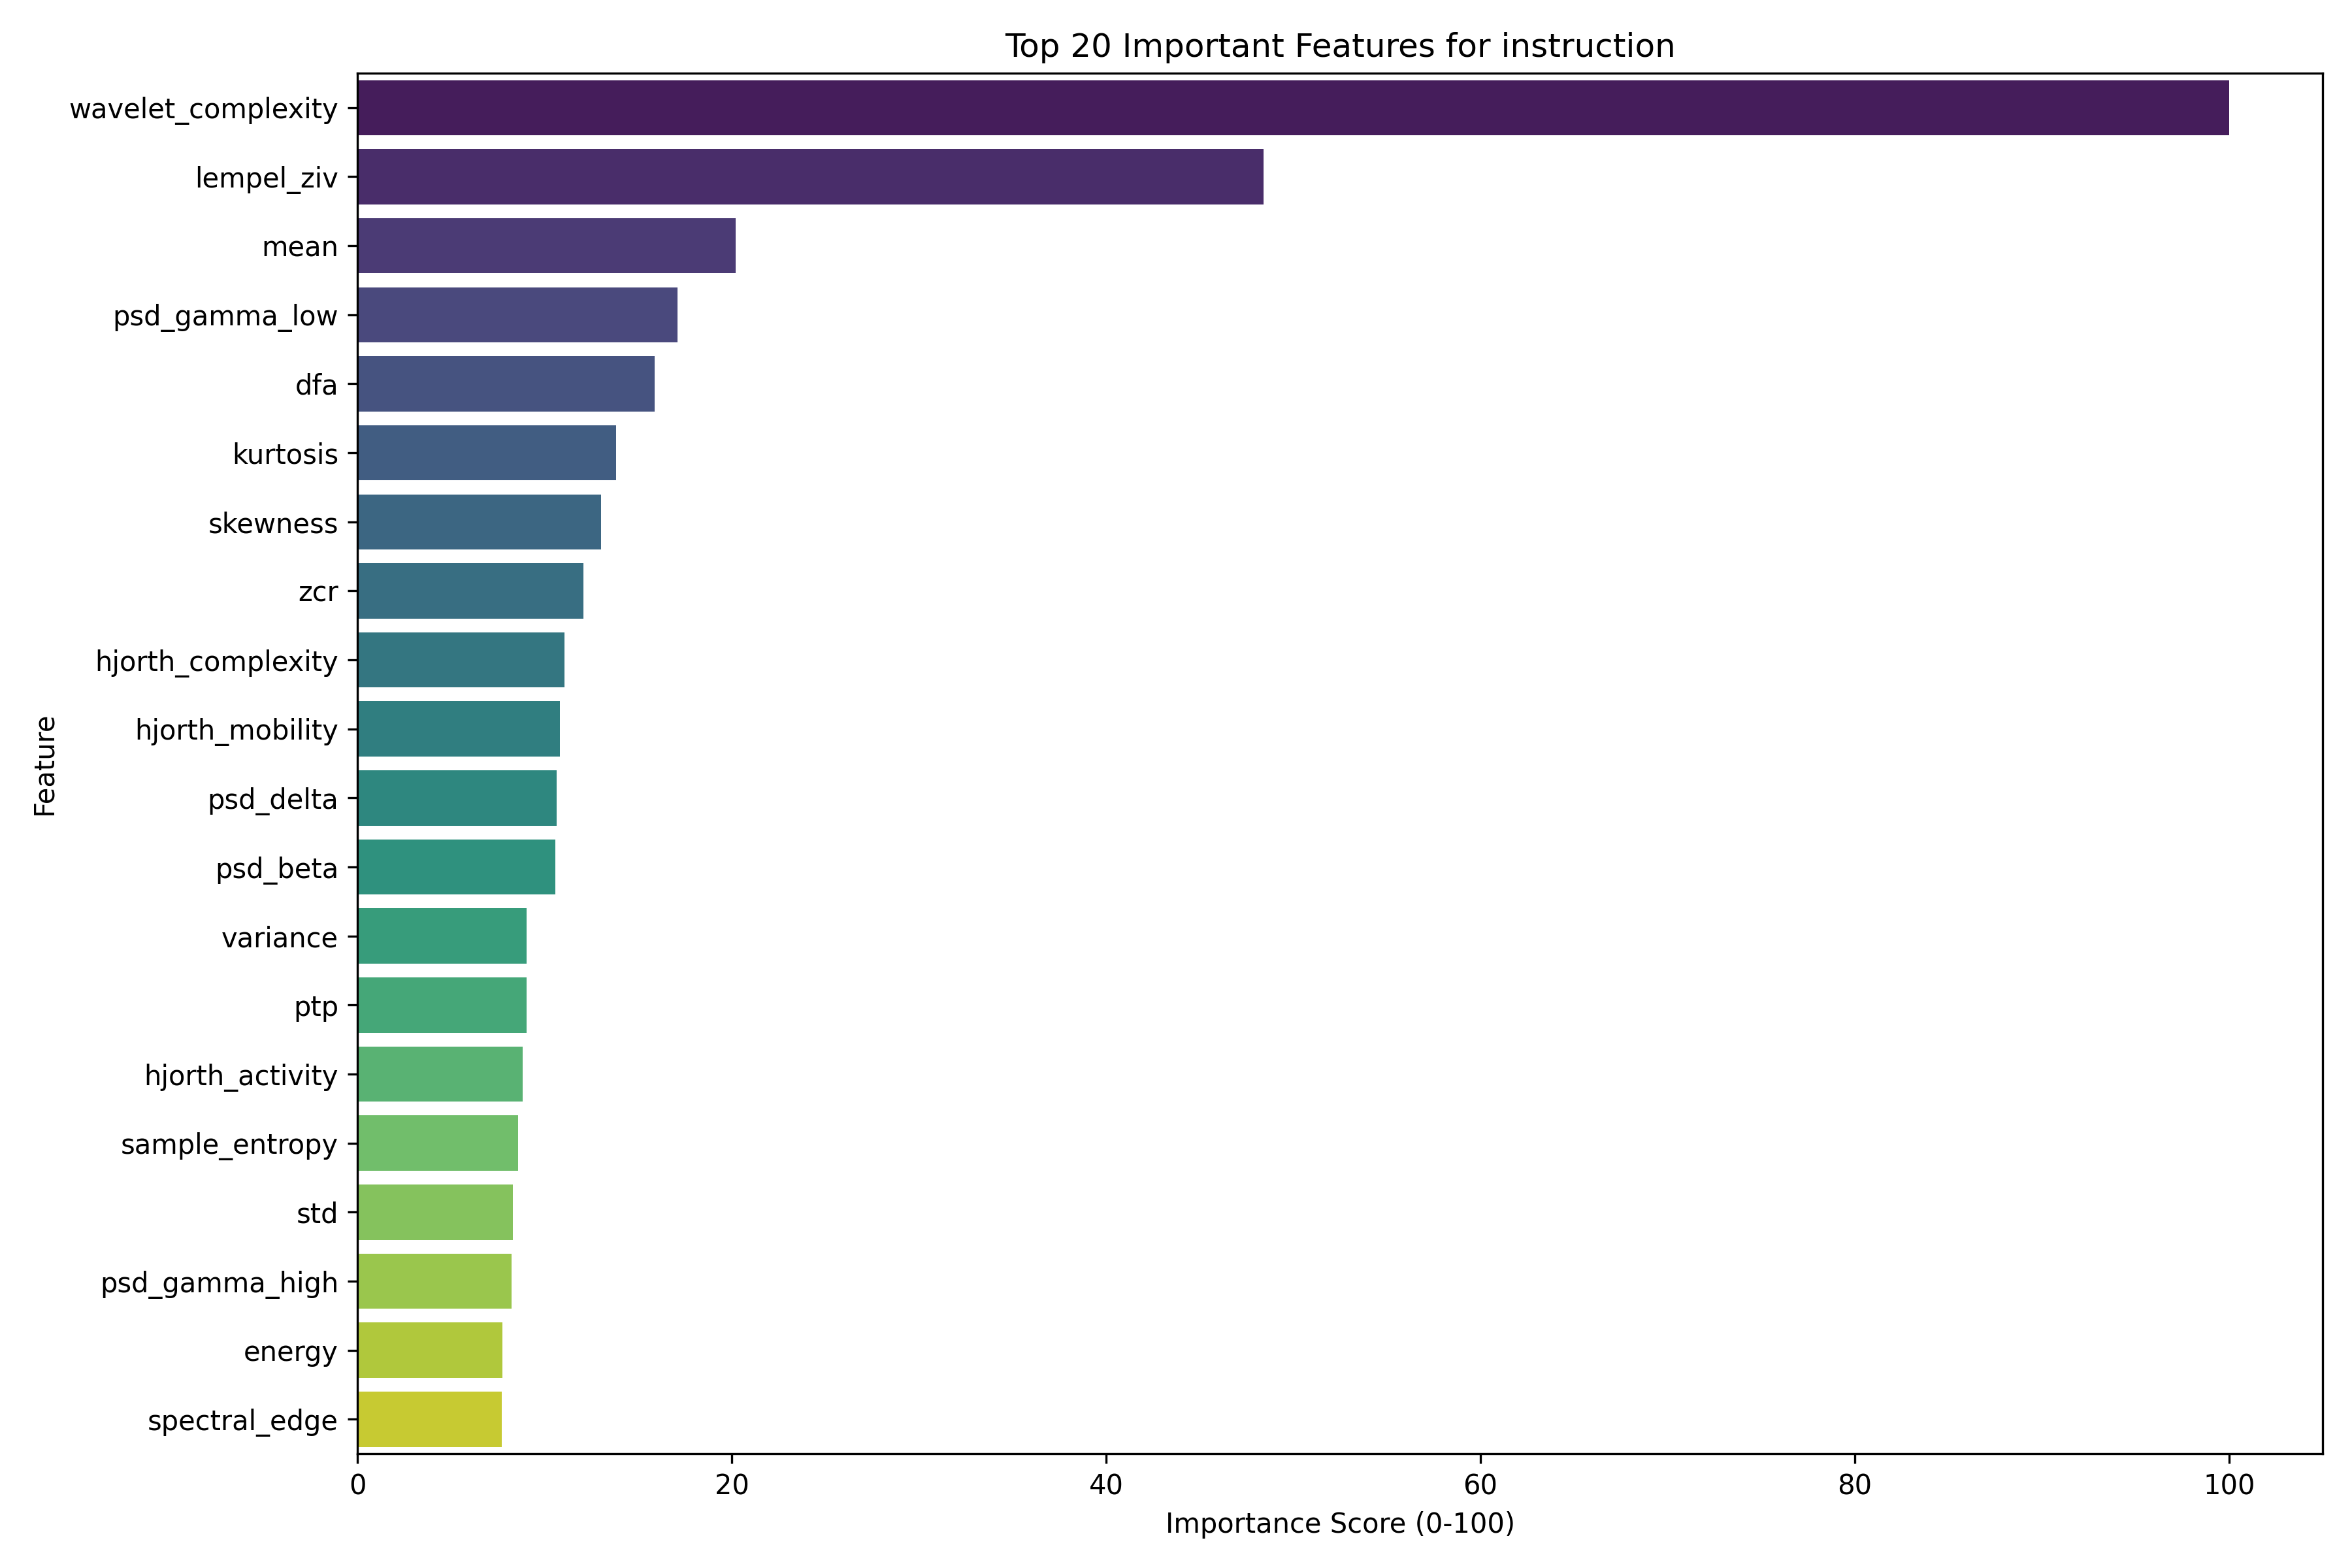 Top 20 Important Features for instruction
wavelet_complexity
lempel_ziv
mean
psd_gamma_low
dfa
kurtosis
skewness
zcr
hjorth_complexity
hjorth_mobility
psd_delta
psd_beta
variance
ptp
hjorth_activity
sample_entropy
std
psd_gamma_high
energy
spectral_edge
Feature
0 20 40 60 80 100
Importance Score (0-100)